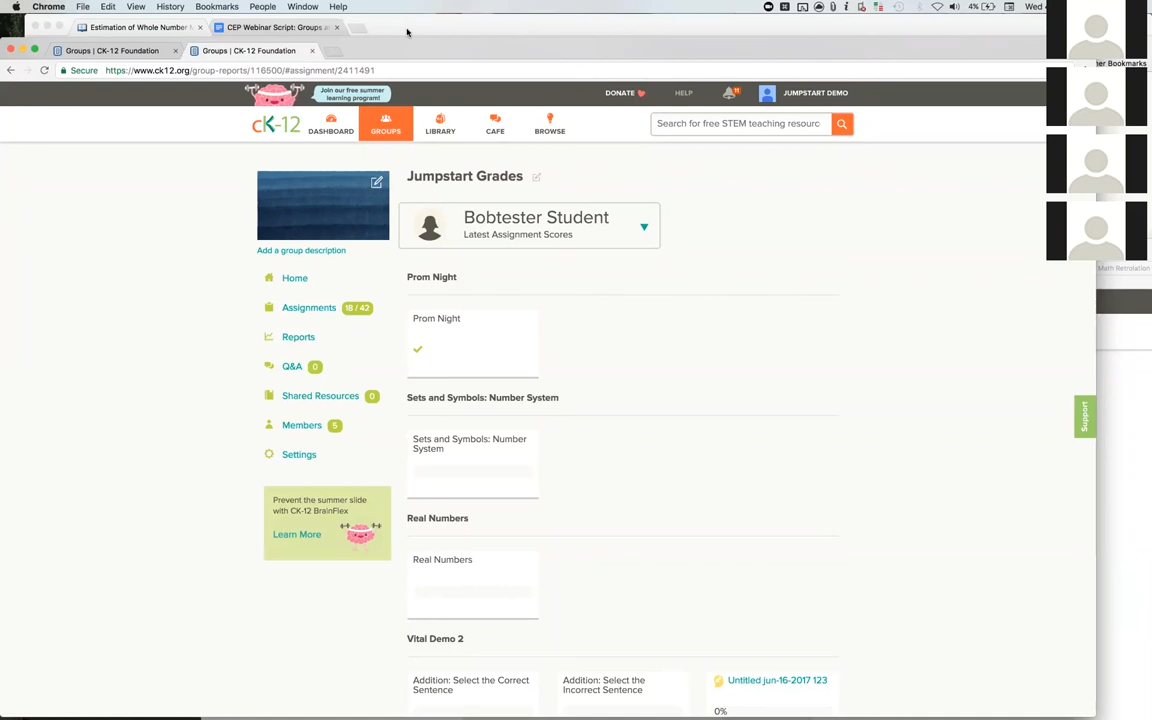 Chrome File Edit View History Bookmarks People Window Help 4% Wed
Estimation of Whole Number CEP Webinar Script: Groups
Groups | CK-12 Foundation Groups | CK-12 Foundation
Secure https://www.ck12.org/group-reports/116500/#assignment/2411491
Bookmarks
Join our free summer
learning program!
DONATE HELP 11 JUMPSTART DEMO
cK-12 DASHBOARD GROUPS LIBRARY CAFE BROWSE Search for free STEM teaching resourc
Jumpstart Grades
Bobtester Student
Latest Assignment Scores
Add a group description
Math Retrolation
Home
Assignments 18 / 42
Reports
Q&A 0
Shared Resources 0
Members 5
Settings
Prevent the summer slide
with CK-12 BrainFlex
Learn More
Prom Night
Prom Night
Sets and Symbols: Number System
Sets and Symbols: Number
System
Real Numbers
Real Numbers
Vital Demo 2
Addition: Select the Correct
Sentence
Addition: Select the
Incorrect Sentence
Untitled jun-16-2017 123
0%
Support